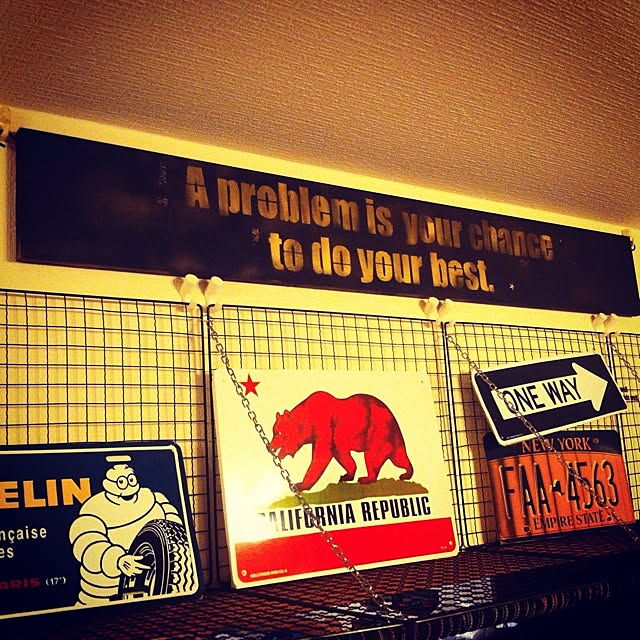 A problem is your chance
to do your best.
ELIN
nçaise
es
ARIS (17e)
CALIFORNIA REPUBLIC
ONE WAY
NEW YORK
FAA-4563
EMPIRE STATE